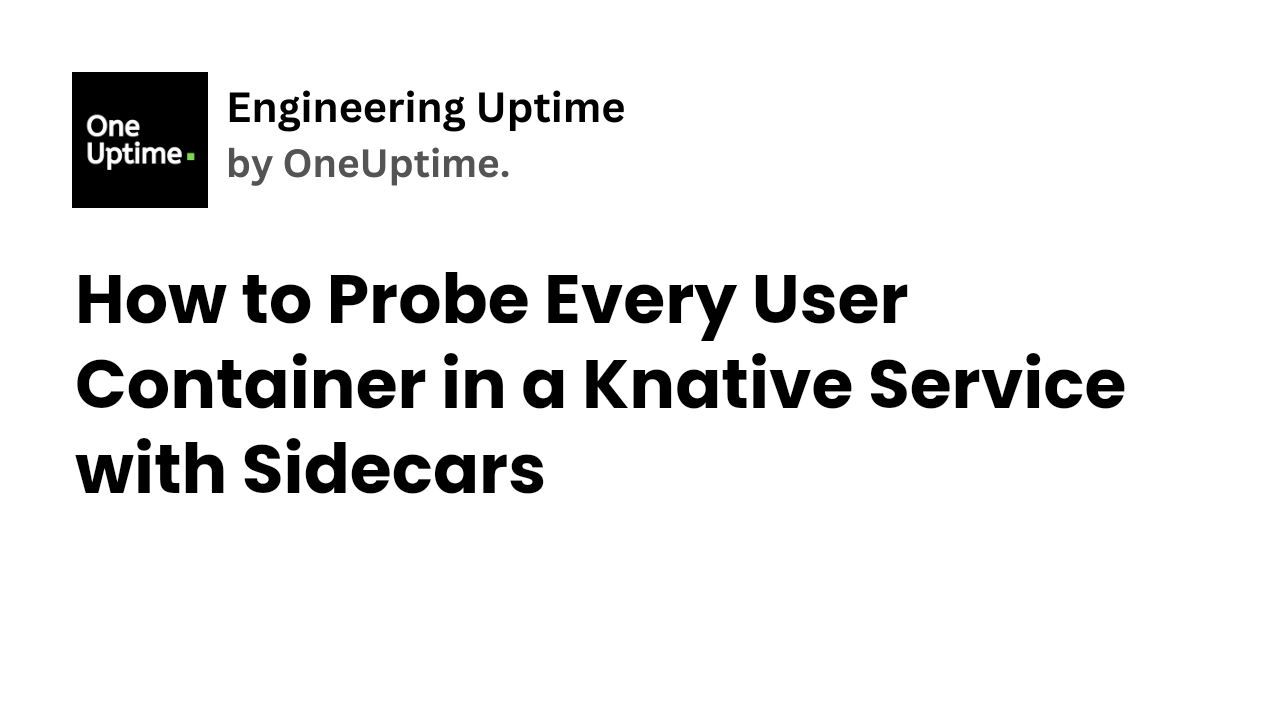 One
Uptime
Engineering Uptime
by OneUptime.
How to Probe Every User
Container in a Knative Service
with Sidecars